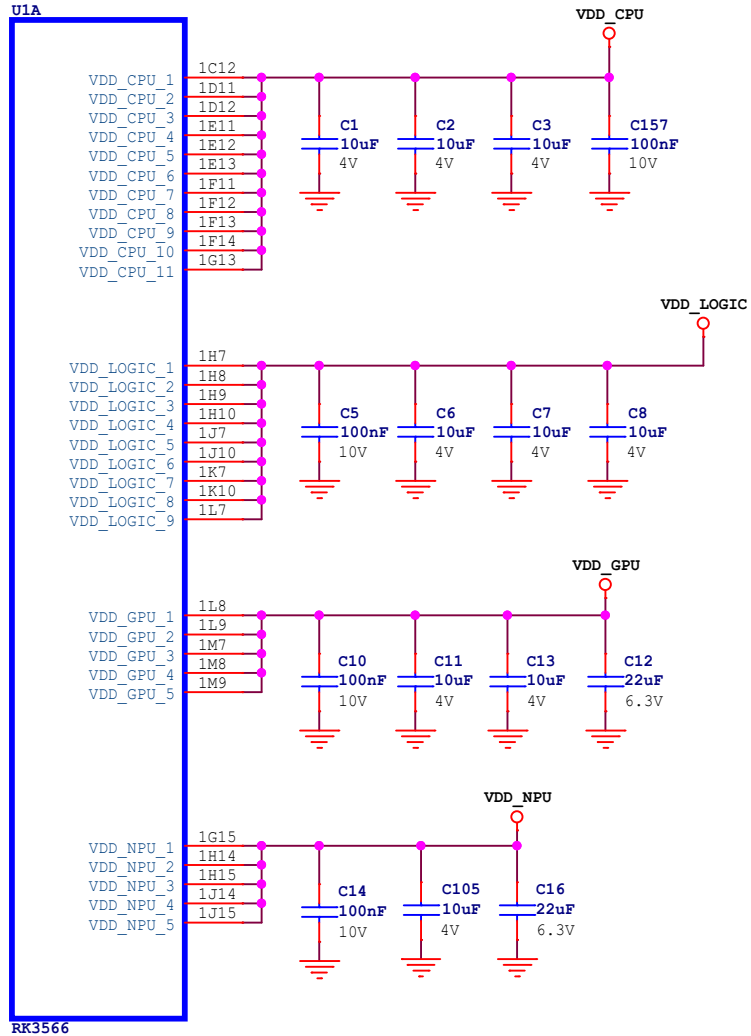 U1A
VDD_CPU
VDD_CPU_1 1C12
VDD_CPU_2 1D11
VDD_CPU_3 1D12
VDD_CPU_4 1E11
VDD_CPU_5 1E12
VDD_CPU_6 1E13
VDD_CPU_7 1F11
VDD_CPU_8 1F12
VDD_CPU_9 1F13
VDD_CPU_10 1F14
VDD_CPU_11 1G13
C1 C2 C3 C157
10uF 10uF 10uF 100nF
4V 4V 4V 10V
VDD_LOGIC
VDD_LOGIC_1 1H7
VDD_LOGIC_2 1H8
VDD_LOGIC_3 1H9
VDD_LOGIC_4 1H10
VDD_LOGIC_5 1J7
VDD_LOGIC_6 1J10
VDD_LOGIC_7 1K7
VDD_LOGIC_8 1K10
VDD_LOGIC_9 1L7
C5 C6 C7 C8
100nF 10uF 10uF 10uF
10V 4V 4V 4V
VDD_GPU
VDD_GPU_1 1L8
VDD_GPU_2 1L9
VDD_GPU_3 1M7
VDD_GPU_4 1M8
VDD_GPU_5 1M9
C10 C11 C13 C12
100nF 10uF 10uF 22uF
10V 4V 4V 6.3V
VDD_NPU
VDD_NPU_1 1G15
VDD_NPU_2 1H14
VDD_NPU_3 1H15
VDD_NPU_4 1J14
VDD_NPU_5 1J15
C14 C105 C16
100nF 10uF 22uF
10V 4V 6.3V
RK3566